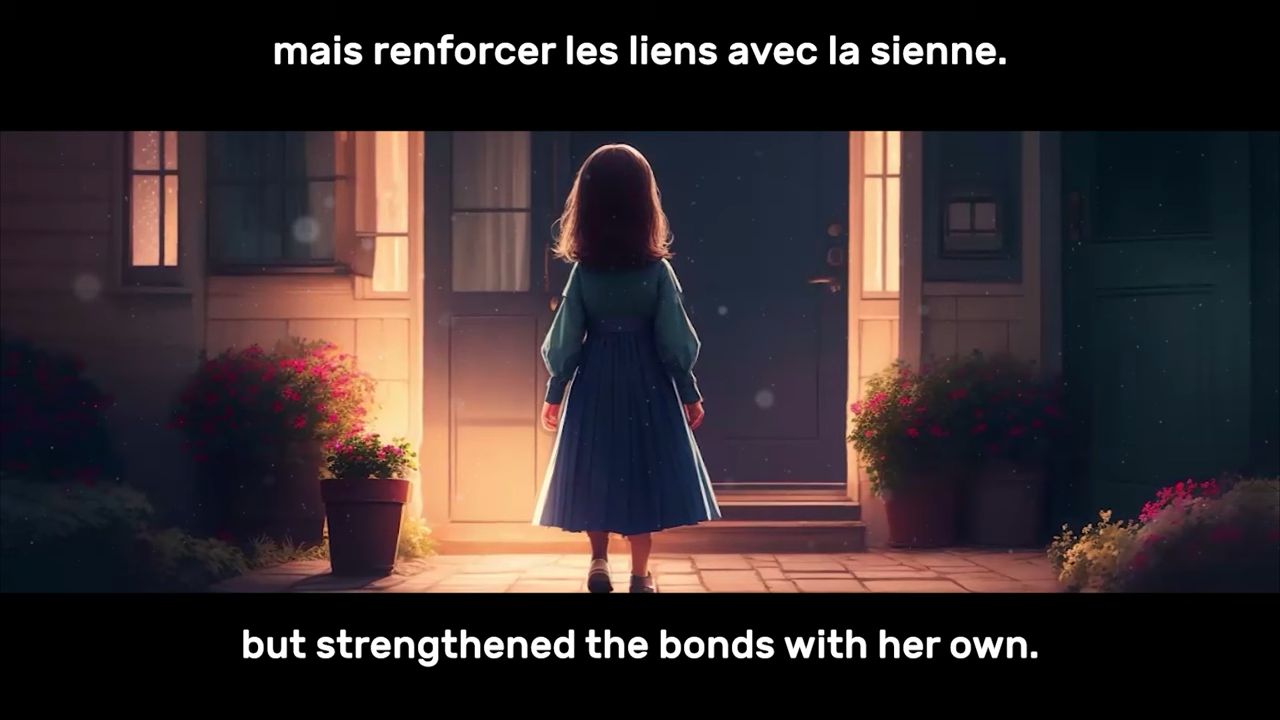 mais renforcer les liens avec la sienne.
but strengthened the bonds with her own.